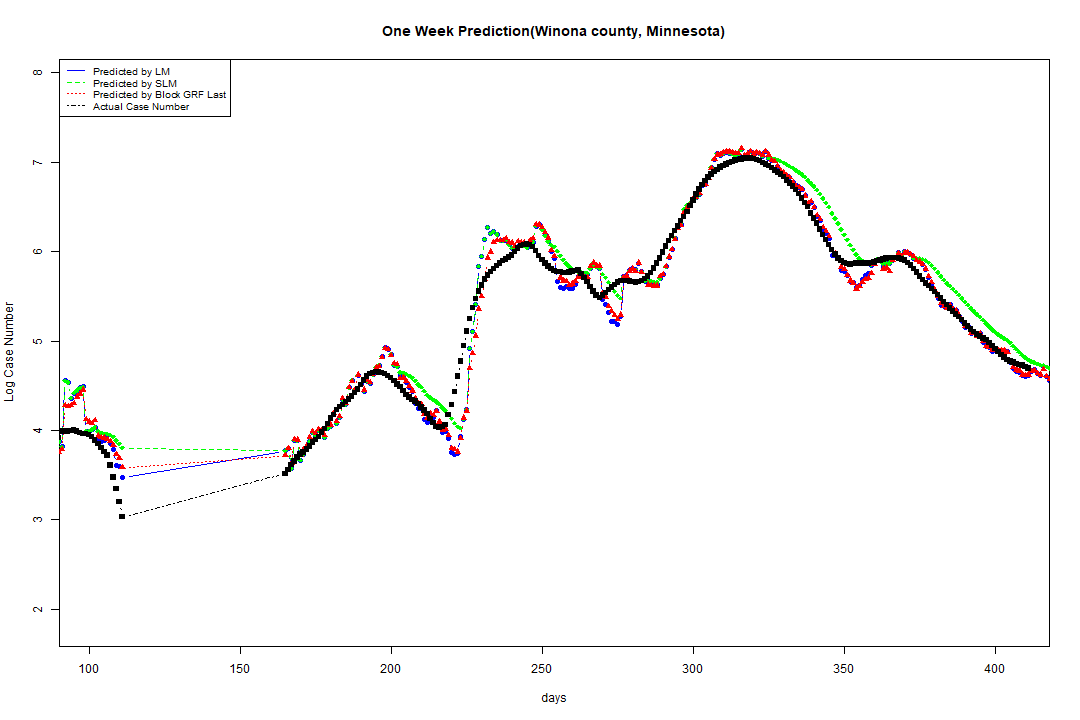 One Week Prediction(Winona county, Minnesota)
Predicted by LM
Predicted by SLM
Predicted by Block GRF Last
Actual Case Number
8
7
6
5
4
3
2
Log Case Number
100 150 200 250 300 350 400
days